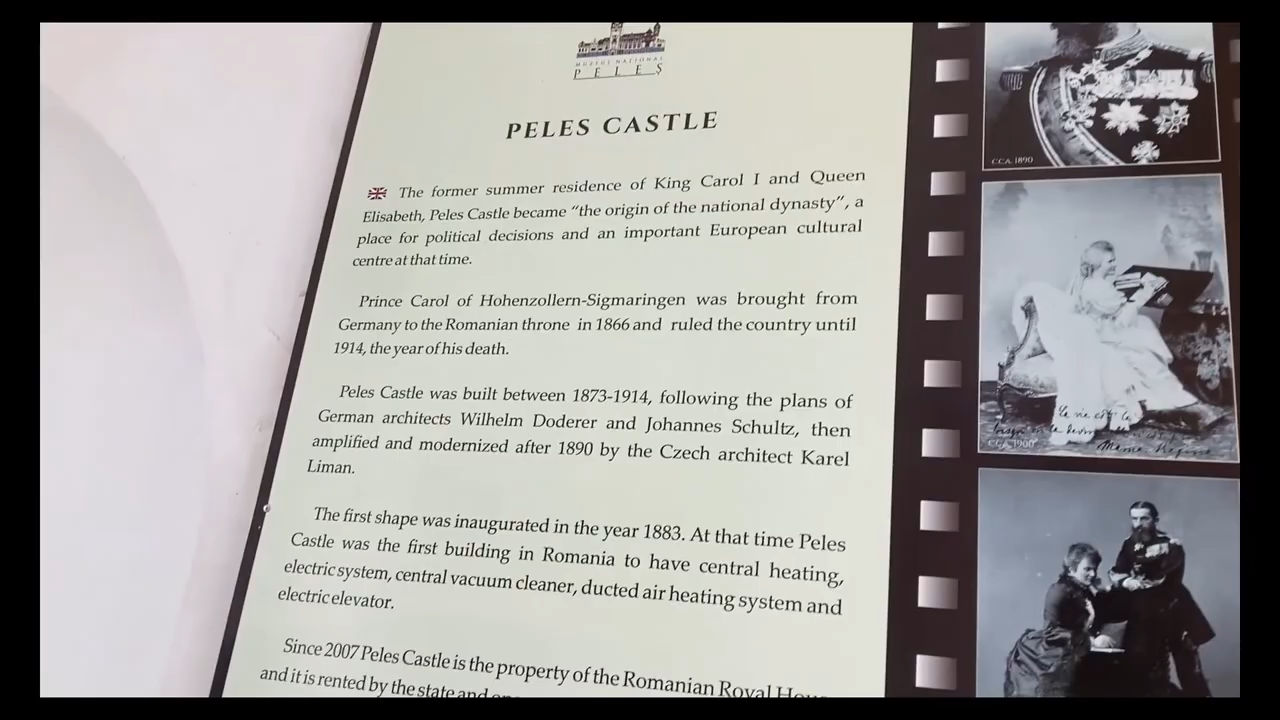 MUZEUL NATIONAL
PELEȘ
PELES CASTLE
The former summer residence of King Carol I and Queen
Elisabeth, Peles Castle became "the origin of the national dynasty", a
place for political decisions and an important European cultural
centre at that time.
Prince Carol of Hohenzollern-Sigmaringen was brought from
Germany to the Romanian throne in 1866 and ruled the country until
1914, the year of his death.
Peles Castle was built between 1873-1914, following the plans of
German architects Wilhelm Doderer and Johannes Schultz, then
amplified and modernized after 1890 by the Czech architect Karel
Liman.
The first shape was inaugurated in the year 1883. At that time Peles
Castle was the first building in Romania to have central heating,
electric system, central vacuum cleaner, ducted air heating system and
electric elevator.
Since 2007 Peles Castle is the property of the Romanian Royal
and it is rented by the state and
CCA. 1890
CCA. 1900